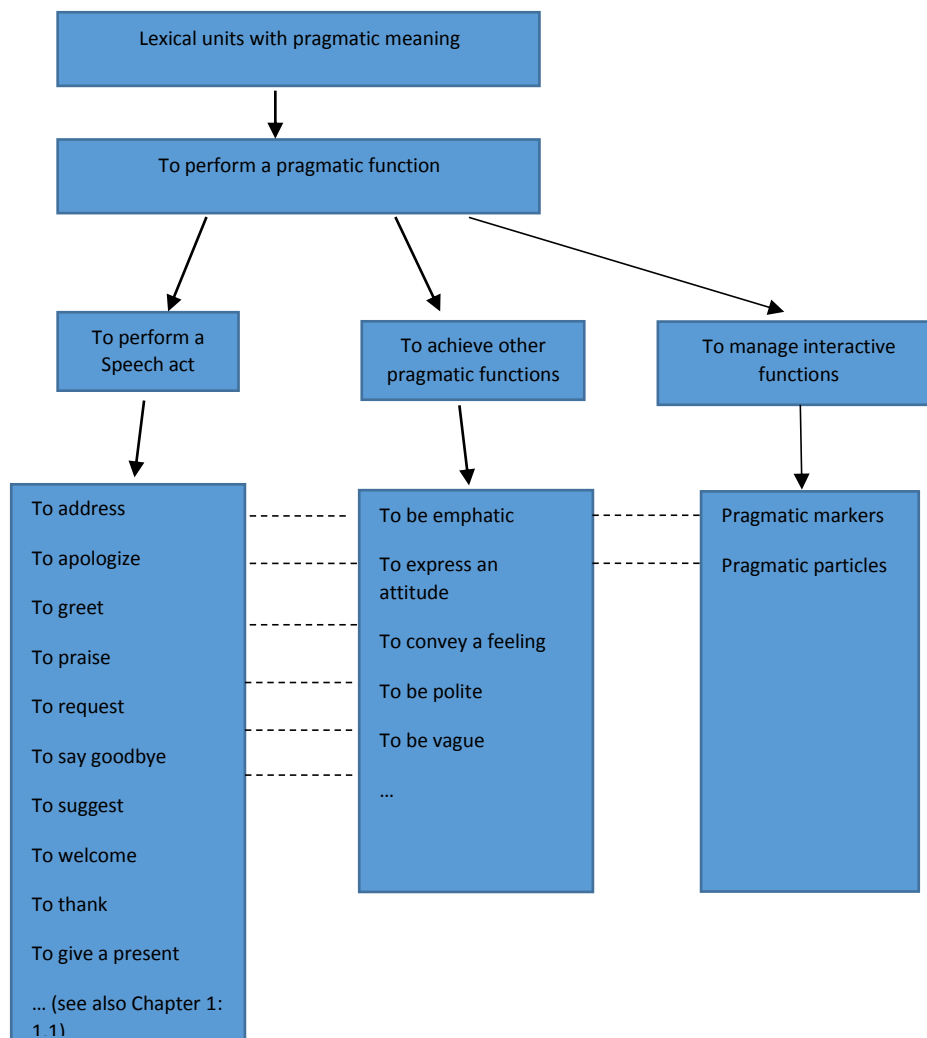 Lexical units with pragmatic meaning
To perform a pragmatic function
To perform a
Speech act
To achieve other
pragmatic functions
To manage interactive
functions
To address
To apologize
To greet
To praise
To request
To say goodbye
To suggest
To welcome
To thank
To give a present
... (see also Chapter 1:
1.1)
To be emphatic
To express an
attitude
To convey a feeling
To be polite
To be vague
...
Pragmatic markers
Pragmatic particles